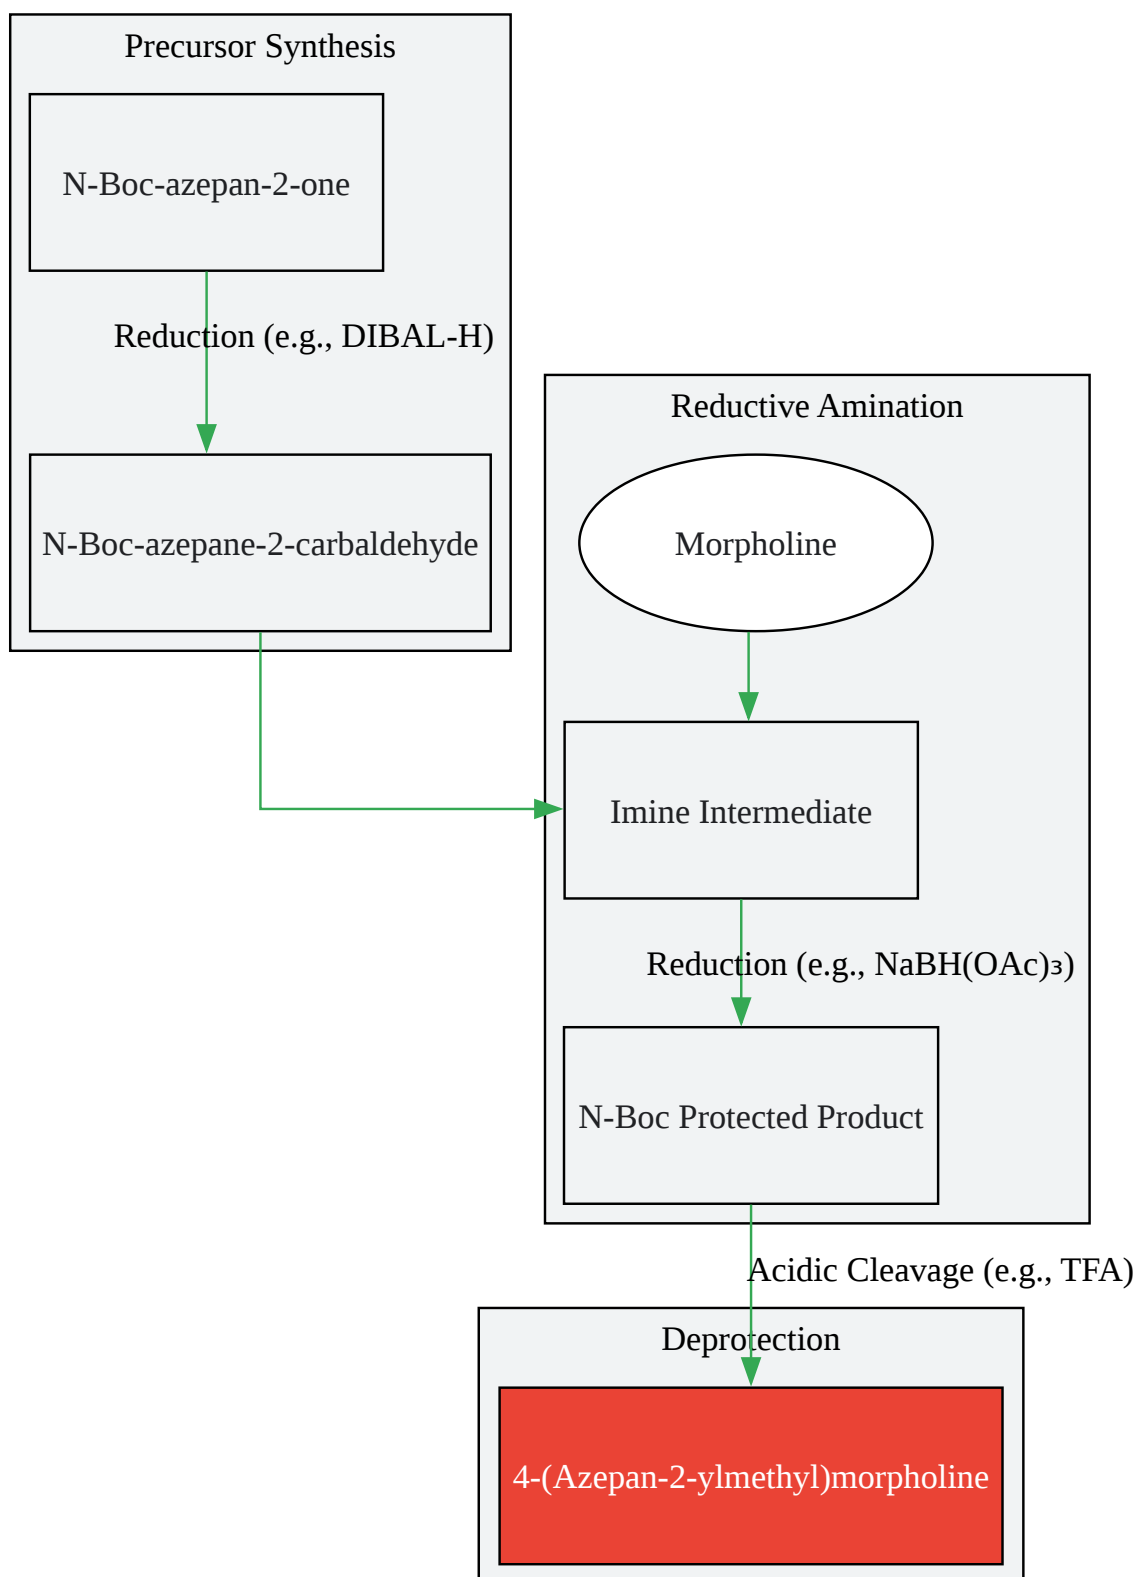 Precursor Synthesis
N-Boc-azepan-2-one
Reduction (e.g., DIBAL-H)
N-Boc-azepane-2-carbaldehyde
Reductive Amination
Morpholine
Imine Intermediate
Reduction (e.g., NaBH(OAc)₃)
N-Boc Protected Product
Acidic Cleavage (e.g., TFA)
Deprotection
4-(Azepan-2-ylmethyl)morpholine